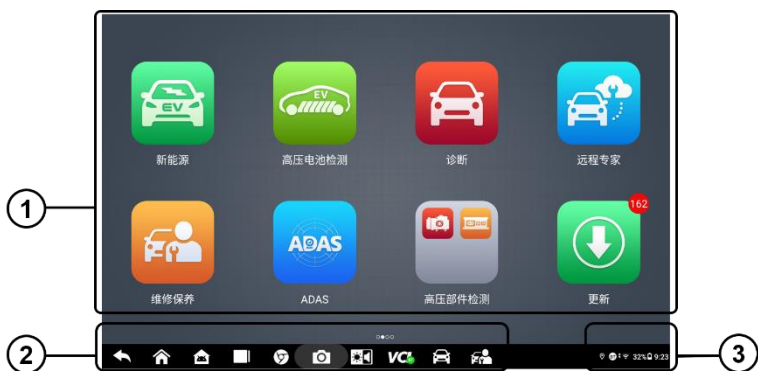 EV
EV
新能源
高压电池检测
诊断
远程专家
1
162
ADAS
维修保养
ADAS
高压部件检测
更新
2
VCI
32% 9:23
3